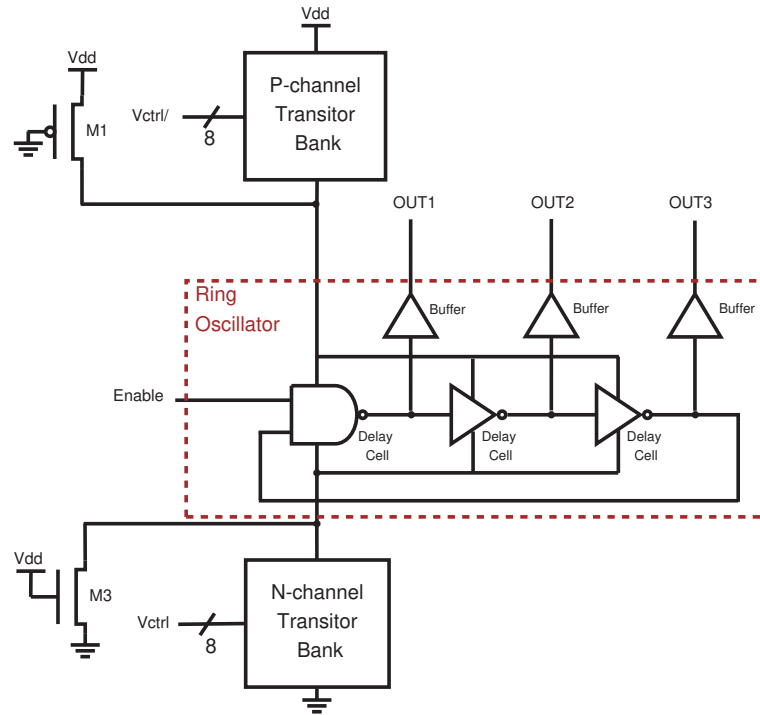 Vdd
Vdd
P-channel
Transitor
Bank
Vctrl/
8
M1
OUT1
OUT2
OUT3
Ring
Oscillator
Buffer
Buffer
Buffer
Enable
Delay
Cell
Delay
Cell
Delay
Cell
Vdd
M3
N-channel
Transitor
Bank
Vctrl
8